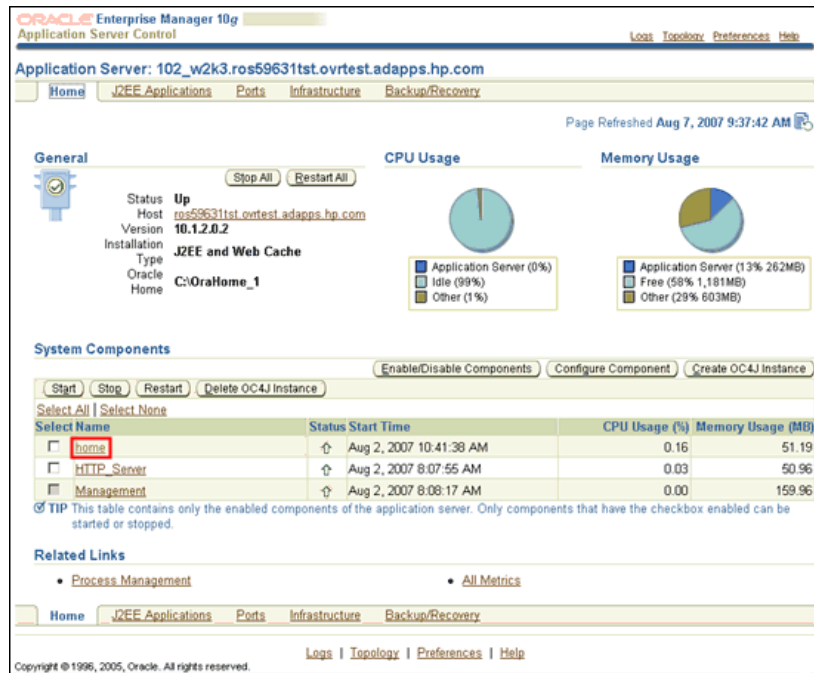 ORACLE Enterprise Manager 10g
Application Server Control
Logs Topology Preferences Help
Application Server: 102_w2k3.ros59631tst.ovrtest.adapps.hp.com
Home J2EE Applications Ports Infrastructure Backup/Recovery
Page Refreshed Aug 7, 2007 9:37:42 AM
General
Stop All Restart All
Status Up
Host ros59631tst.ovrtest.adapps.hp.com
Version 10.1.2.0.2
Installation Type J2EE and Web Cache
Oracle Home C:\OraHome_1
CPU Usage
Application Server (0%)
Idle (99%)
Other (1%)
Memory Usage
Application Server (13% 262MB)
Free (58% 1,181MB)
Other (29% 603MB)
System Components
Enable/Disable Components Configure Component Create OC4J Instance
Start Stop Restart Delete OC4J Instance
Select All | Select None
Select Name Status Start Time CPU Usage (%) Memory Usage (MB)
home Aug 2, 2007 10:41:38 AM 0.16 51.19
HTTP_Server Aug 2, 2007 8:07:55 AM 0.03 50.96
Management Aug 2, 2007 8:08:17 AM 0.00 159.96
TIP This table contains only the enabled components of the application server. Only components that have the checkbox enabled can be
started or stopped.
Related Links
• Process Management • All Metrics
Home J2EE Applications Ports Infrastructure Backup/Recovery
Logs | Topology | Preferences | Help
Copyright © 1996, 2005, Oracle. All rights reserved.